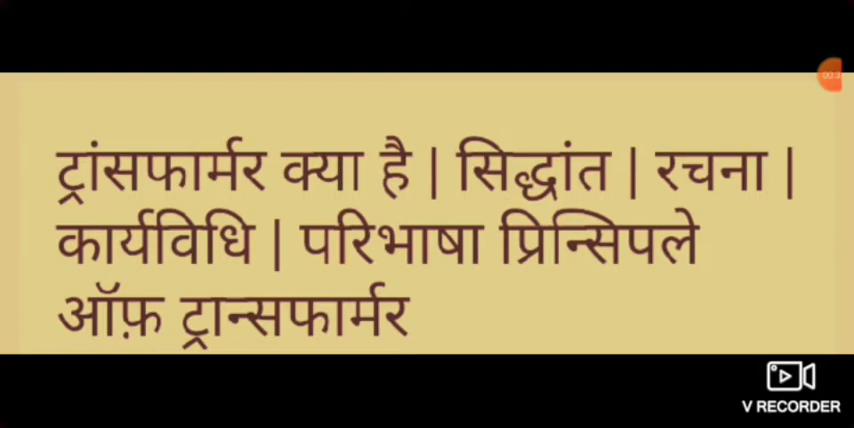 ट्रांसफार्मर क्या है | सिद्धांत | रचना |
कार्यविधि | परिभाषा प्रिन्सिपले
ऑफ़ ट्रान्सफार्मर
V RECORDER